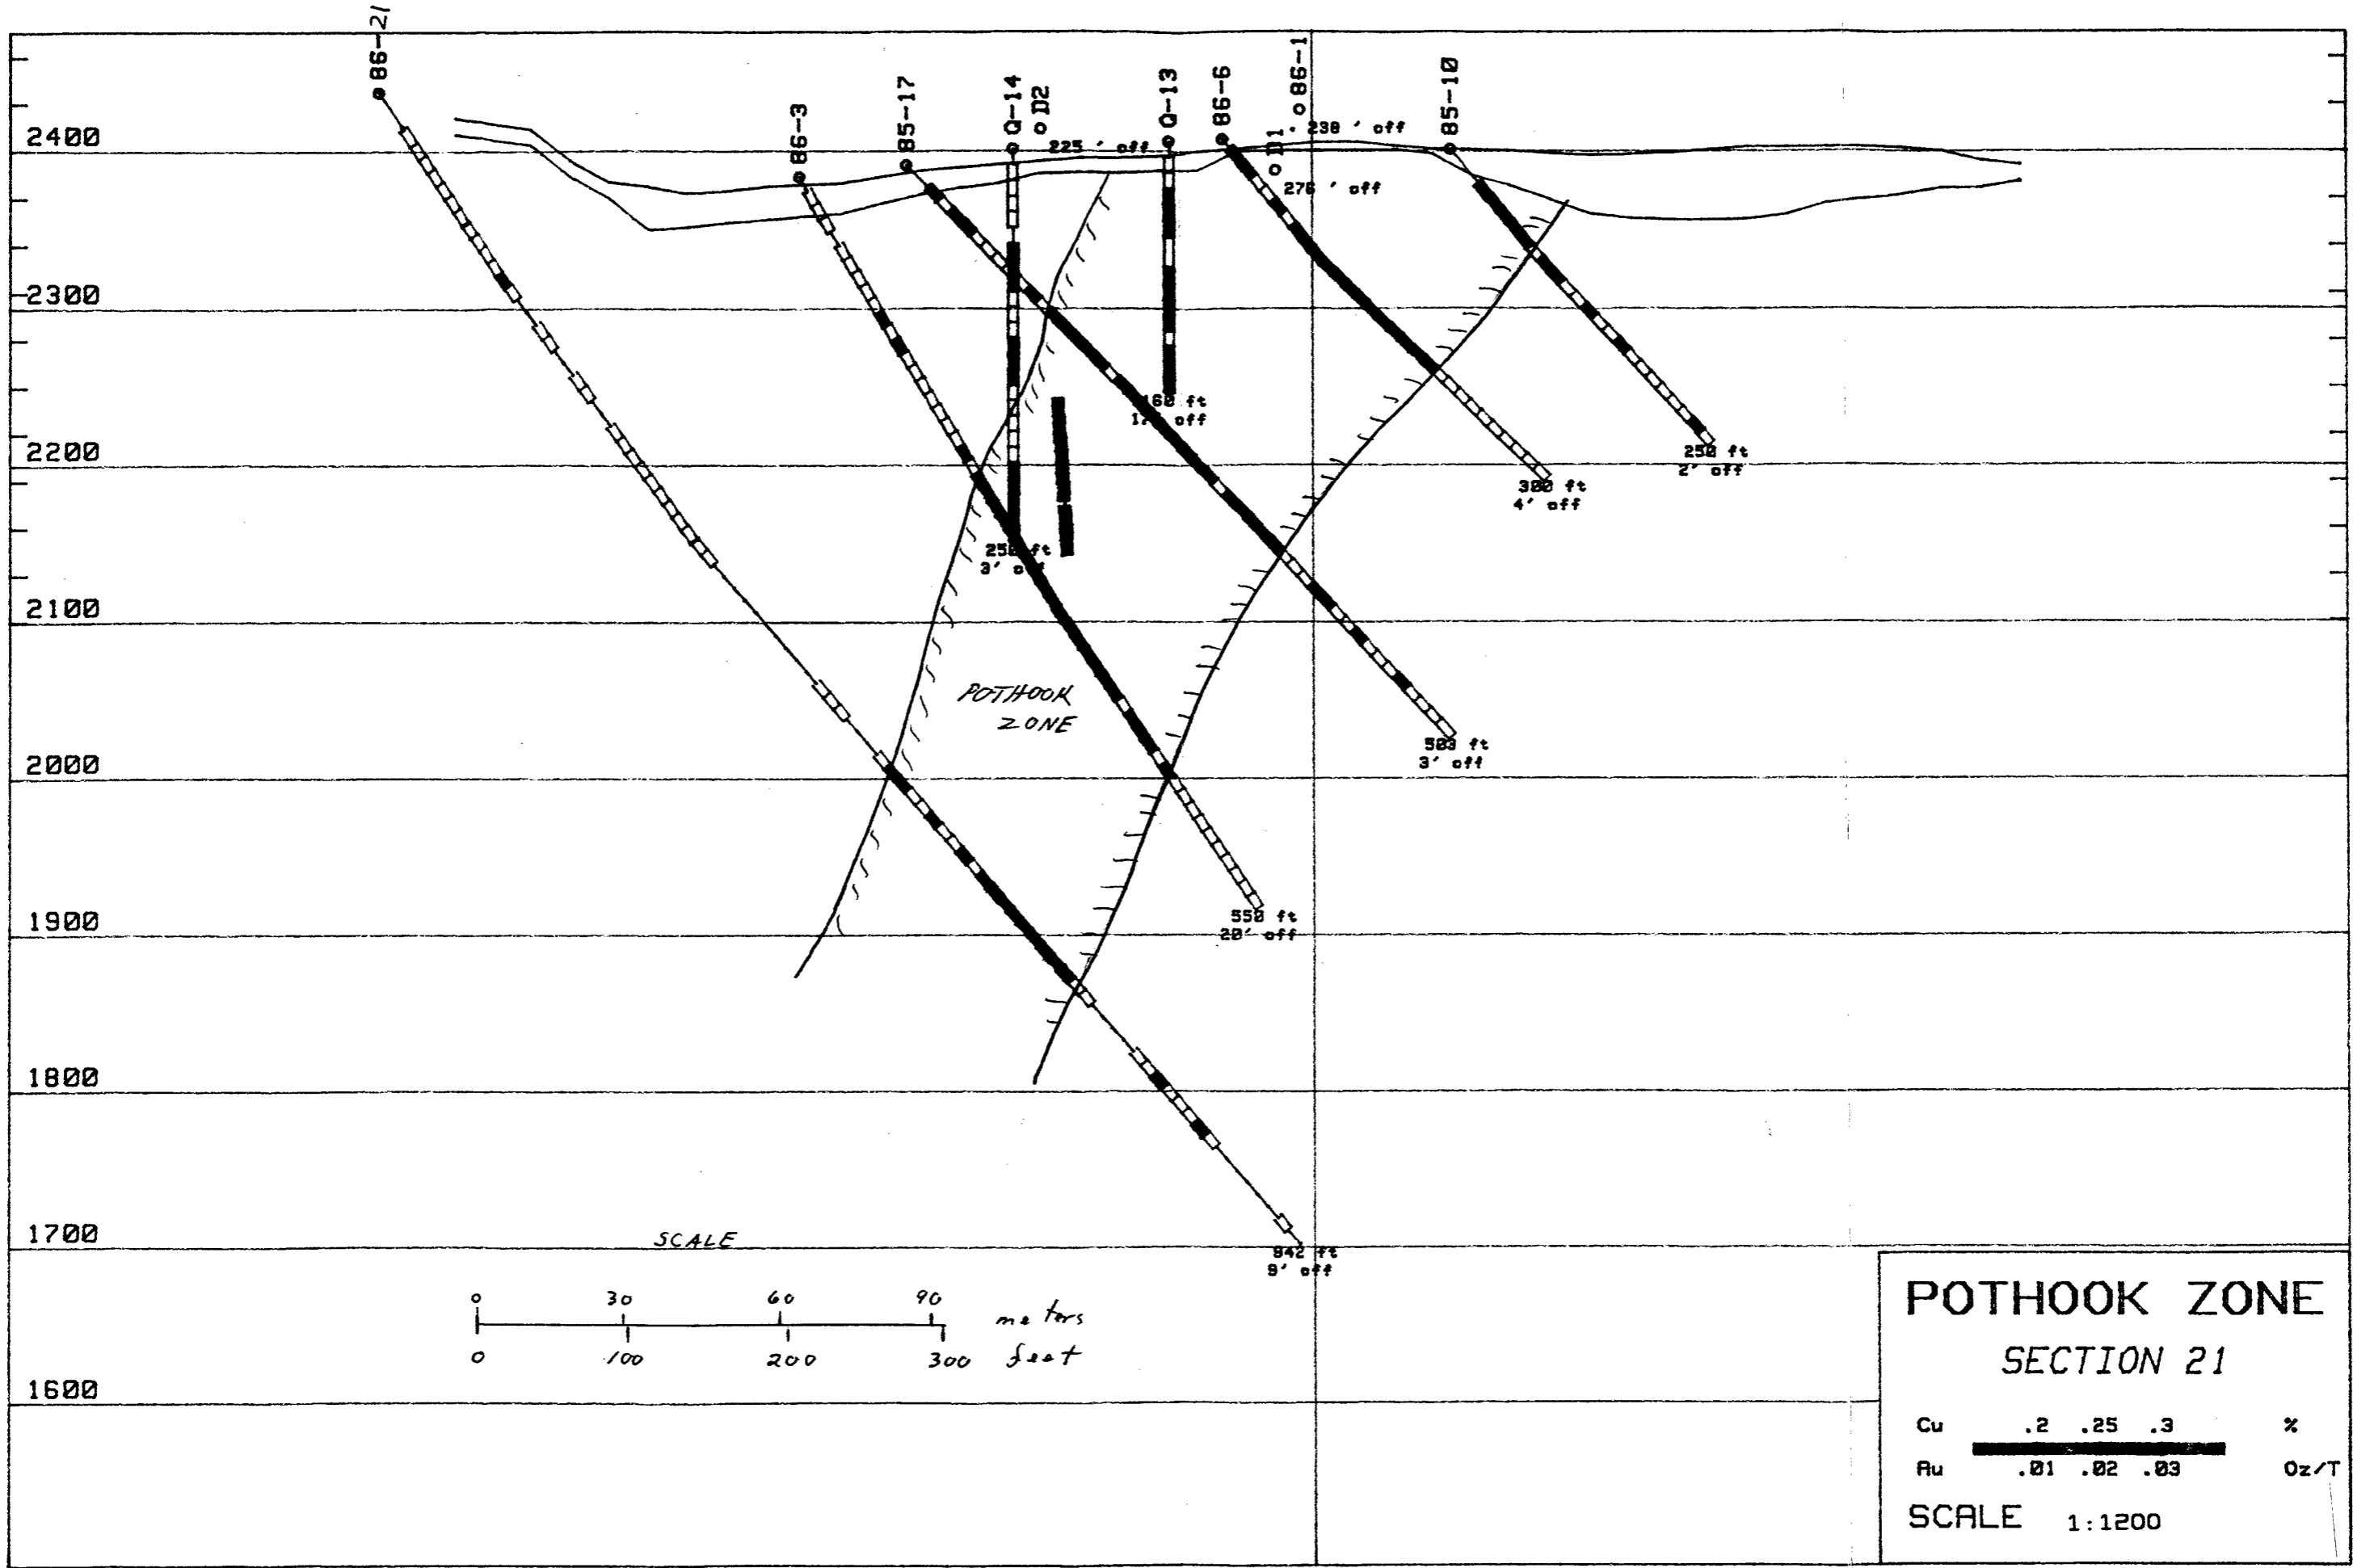 86-21
86-3
85-17
Q-14
D2
Q-13
86-6
86-1
D1
85-10
225 ' off
238 ' off
276 ' off
2400
2300
2200
2100
2000
1900
1800
1700
1600
160 ft
off
250 ft
2' off
300 ft
4' off
250 ft
3' off
POTHOOK
ZONE
503 ft
3' off
550 ft
20' off
942 ft
9' off
SCALE
0 30 60 90 meters
0 100 200 300 feet
POTHOOK ZONE
SECTION 21
Cu .2 .25 .3 %
Au .01 .02 .03 Oz/T
SCALE 1:1200